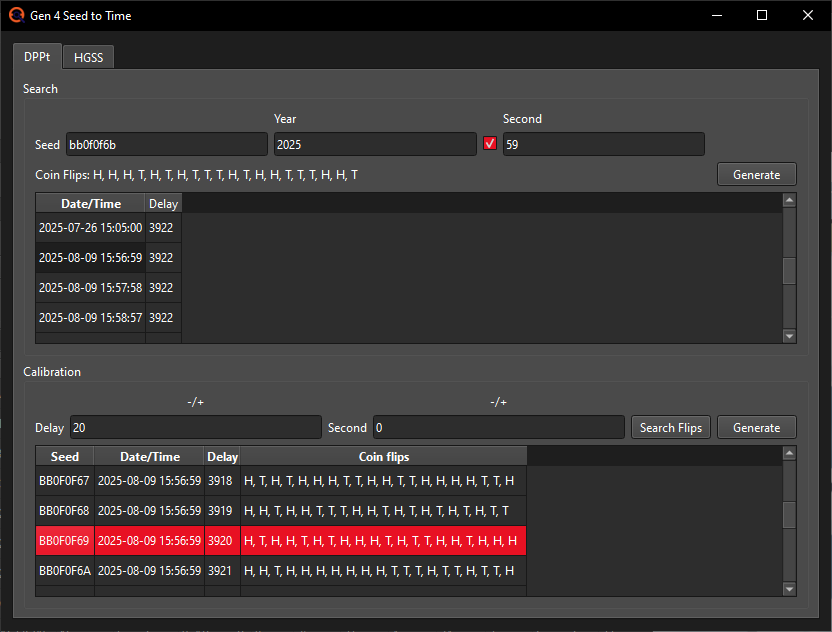 Gen 4 Seed to Time
DPPt HGSS
Search
Year Second
Seed bb0f0f6b 2025 59
Coin Flips: H, H, H, T, H, T, H, T, T, T, H, T, H, H, T, T, T, H, H, T Generate
Date/Time Delay
2025-07-26 15:05:00 3922
2025-08-09 15:56:59 3922
2025-08-09 15:57:58 3922
2025-08-09 15:58:57 3922
Calibration
-/+ -/+
Delay 20 Second 0 Search Flips Generate
Seed Date/Time Delay Coin flips
BB0F0F67 2025-08-09 15:56:59 3918 H, T, H, T, H, H, H, T, T, H, H, T, T, H, H, H, H, T, T, H
BB0F0F68 2025-08-09 15:56:59 3919 H, H, T, H, H, T, T, T, H, H, T, H, T, H, T, H, T, H, T, T
BB0F0F69 2025-08-09 15:56:59 3920 H, T, H, H, T, H, T, H, H, H, T, H, T, T, H, H, T, H, H, H
BB0F0F6A 2025-08-09 15:56:59 3921 H, H, T, H, H, H, H, H, H, H, T, T, T, H, T, T, H, T, T, H